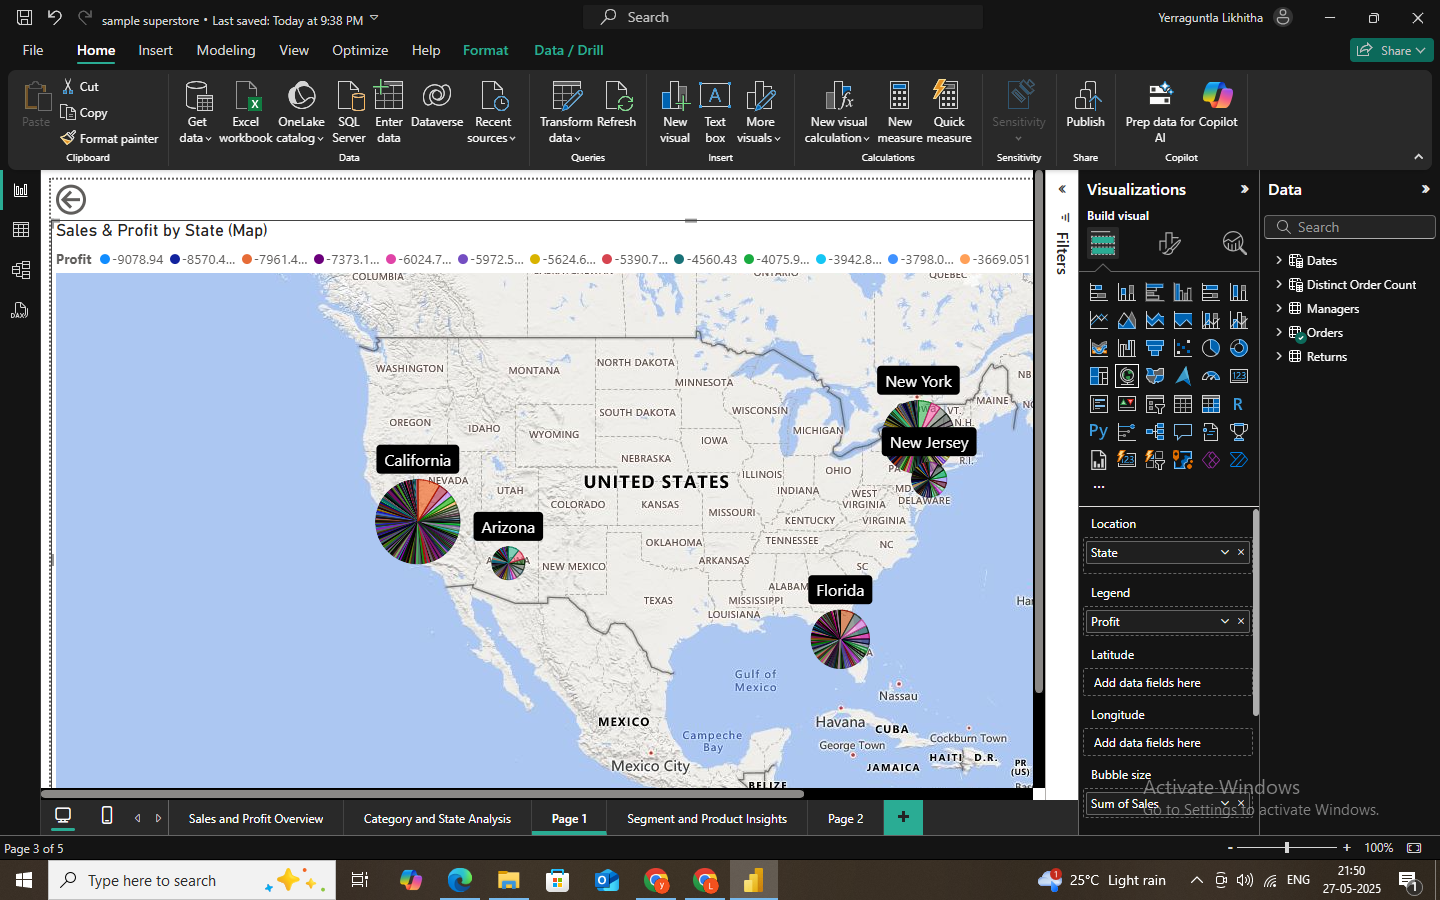 sample superstore • Last saved: Today at 9:38 PM
Search
Yerraguntla Likhitha
File Home Insert Modeling View Optimize Help Format Data / Drill
Share
Paste
Cut
Copy
Format painter
Clipboard
Get data
Excel workbook
OneLake catalog
SQL Server
Enter data
Dataverse
Recent sources
Data
Transform data
Refresh
Queries
New visual
Text box
More visuals
Insert
New visual calculation
New measure
Quick measure
Calculations
Sensitivity
Sensitivity
Publish
Share
Prep data for AI
Copilot
Copilot
Sales & Profit by State (Map)
Profit -9078.94 -8570.4... -7961.4... -7373.1... -6024.7... -5972.5... -5624.6... -5390.7... -4560.43 -4075.9... -3942.8... -3798.0... -3669.051
COLUMBIA
ONTARIO
QUEBEC
WASHINGTON
MONTANA
NORTH DAKOTA
MINNESOTA
New York
NB
MAINE
OREGON
IDAHO
WYOMING
SOUTH DAKOTA
WISCONSIN
MICHIGAN
VT.
N.H.
New Jersey
California
NEBRASKA
IOWA
R.I.
NEVADA
UTAH
UNITED STATES
ILLINOIS
OHIO
PA
COLORADO
KANSAS
INDIANA
MD
DELAWARE
WEST VIRGINIA
MISSOURI
KENTUCKY
VIRGINIA
Arizona
OKLAHOMA
TENNESSEE
NC
NEW MEXICO
ARKANSAS
SC
Florida
ALABAM
TEXAS
MISSISSIPPI
LOUISIANA
Gulf of Mexico
Nassau
MEXICO
Havana
CUBA
Campeche Bay
George Town
Cockburn Town
Mexico City
JAMAICA
HAITI
D.R.
PR (US)
BELIZE
Filters
Visualizations
Build visual
R
Py
123
123
...
Location
State
Legend
Profit
Latitude
Add data fields here
Longitude
Add data fields here
Bubble size
Sum of Sales
Data
Search
Dates
Distinct Order Count
Managers
Orders
Returns
Activate Windows
Go to Settings to activate Windows.
Sales and Profit Overview
Category and State Analysis
Page 1
Segment and Product Insights
Page 2
+
Page 3 of 5
- + 100%
Type here to search
25°C Light rain
ENG
21:50
27-05-2025
1